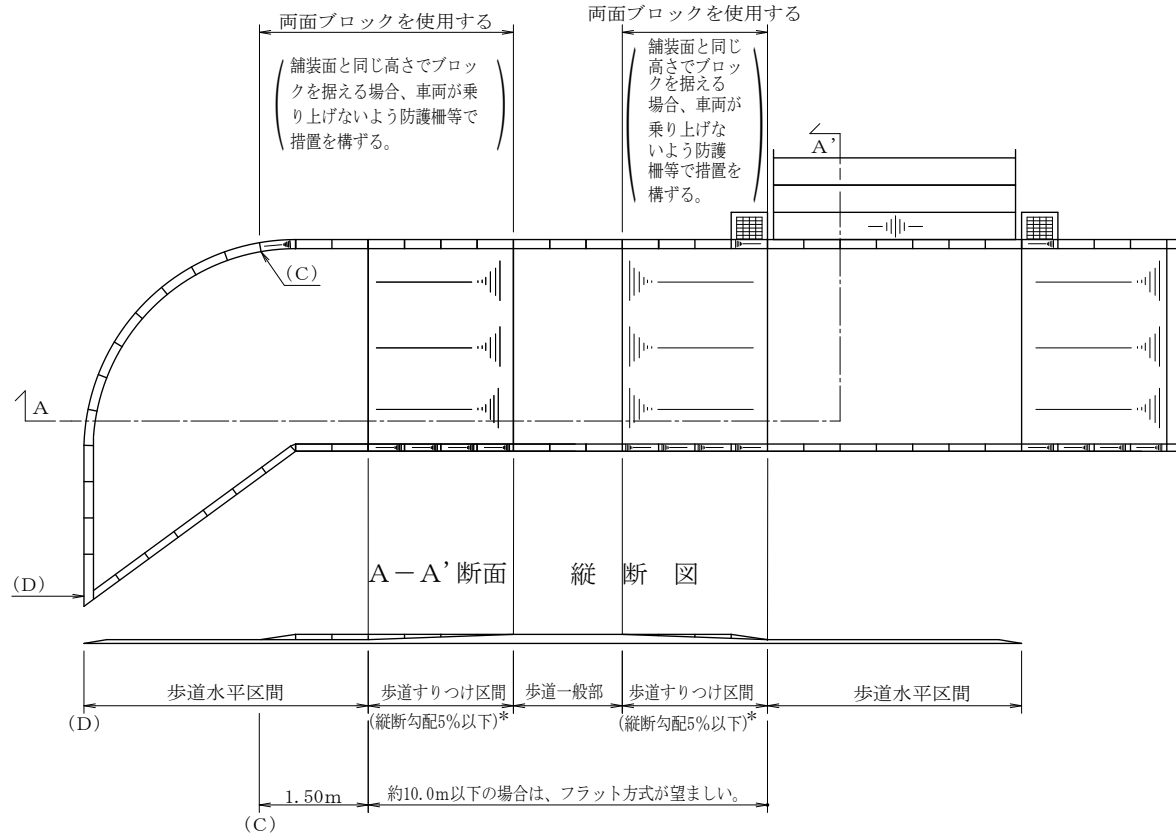 両面ブロックを使用する
舗装面と同じ高さでブロッ
クを据える場合、車両が乗
り上げないよう防護柵等で
措置を構ずる。
両面ブロックを使用する
舗装面と同じ
高さでブロッ
クを据える
場合、車両が
乗り上げな
いよう防護
柵等で措置を
構ずる。
A'
(C)
A
(D)
A－A'断面　縦断図
歩道水平区間
歩道すりつけ区間
(縦断勾配5%以下)*
歩道一般部
歩道すりつけ区間
(縦断勾配5%以下)*
歩道水平区間
(D)
1.50m
約10.0m以下の場合は、フラット方式が望ましい。
(C)